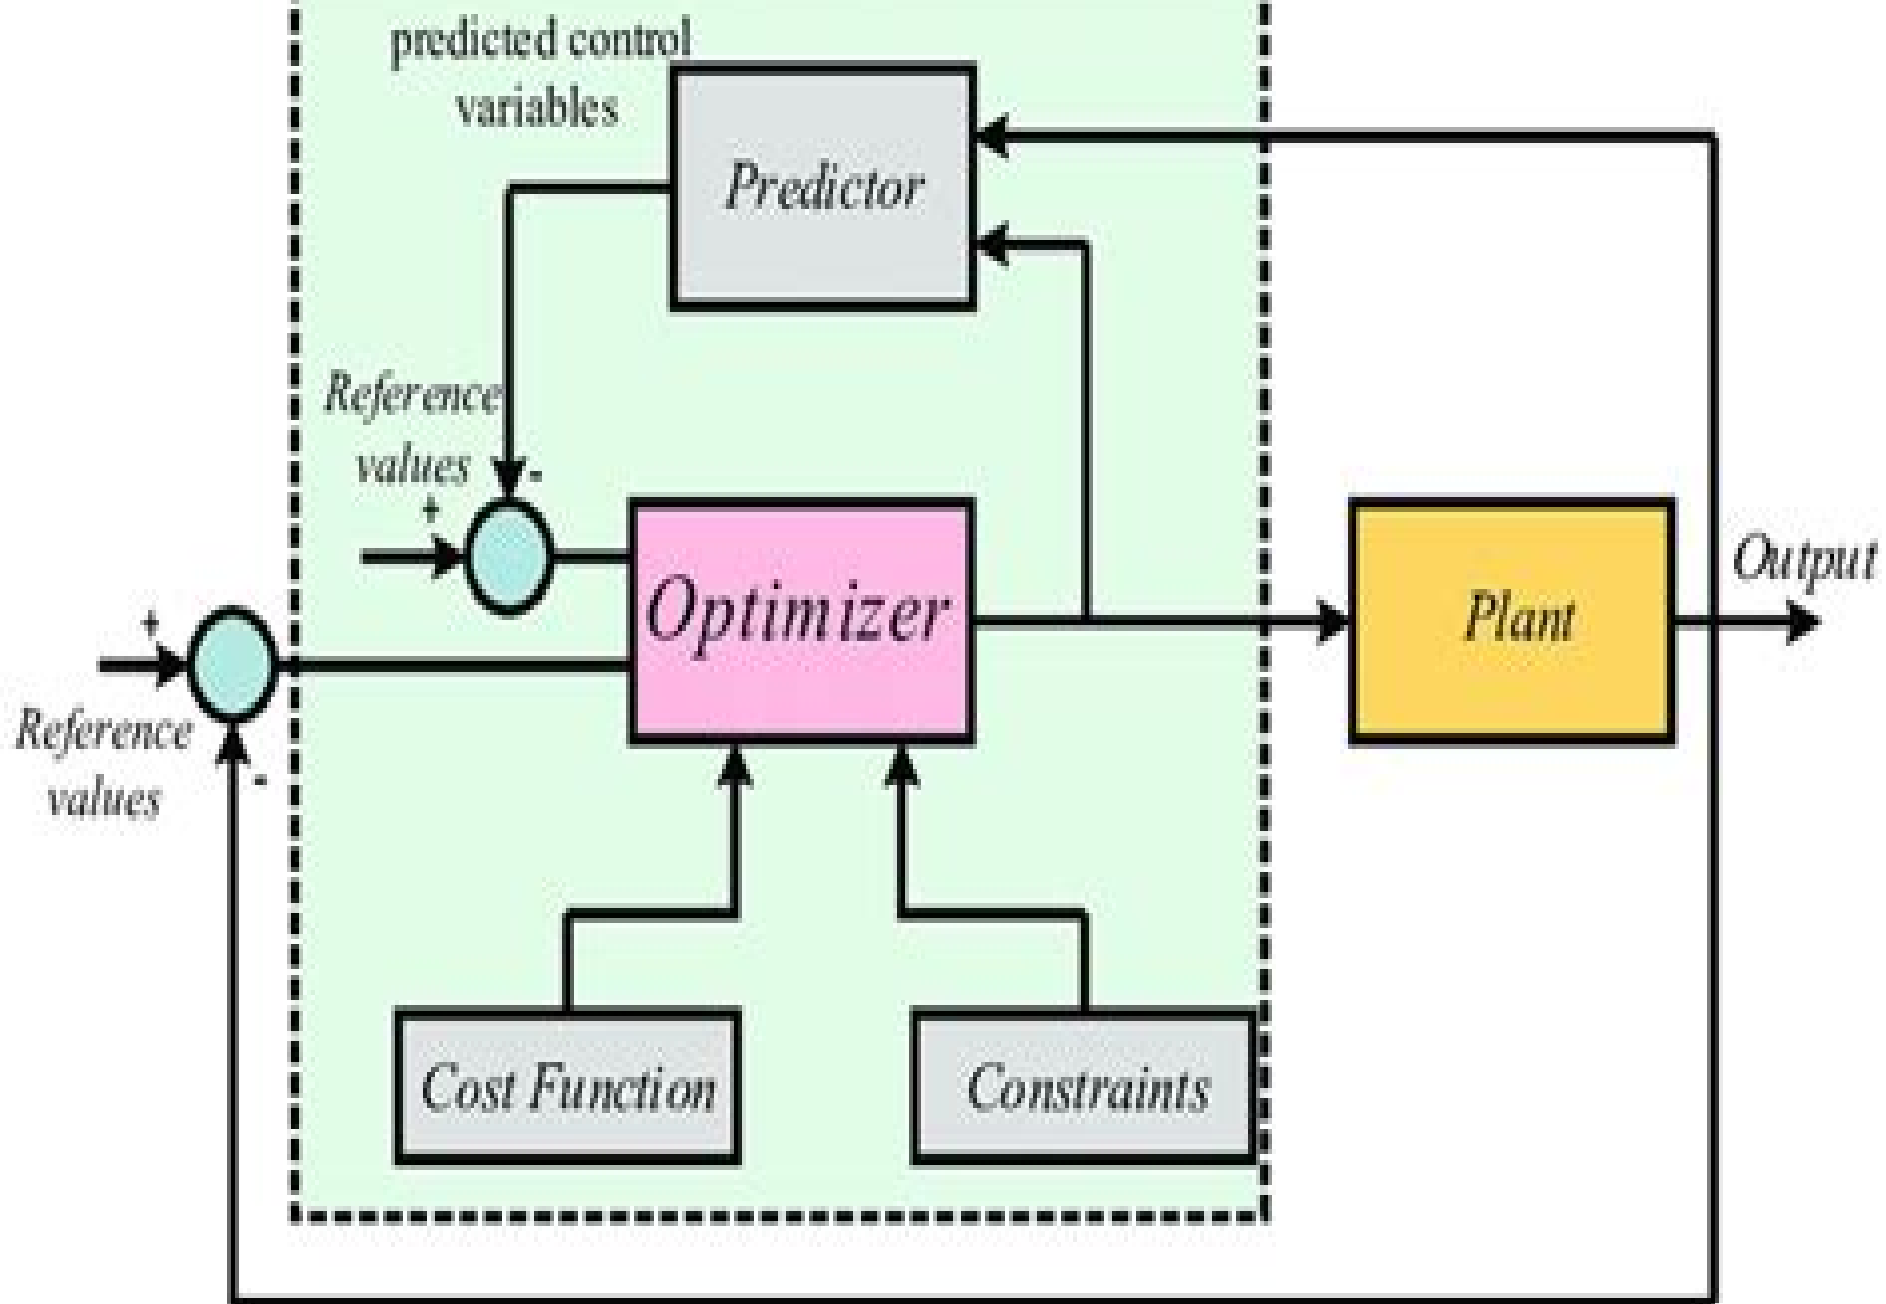 predicted control
variables
Predictor
Reference
values
+
-
Optimizer
Plant
Output
+
Reference
values
-
Cost Function
Constraints